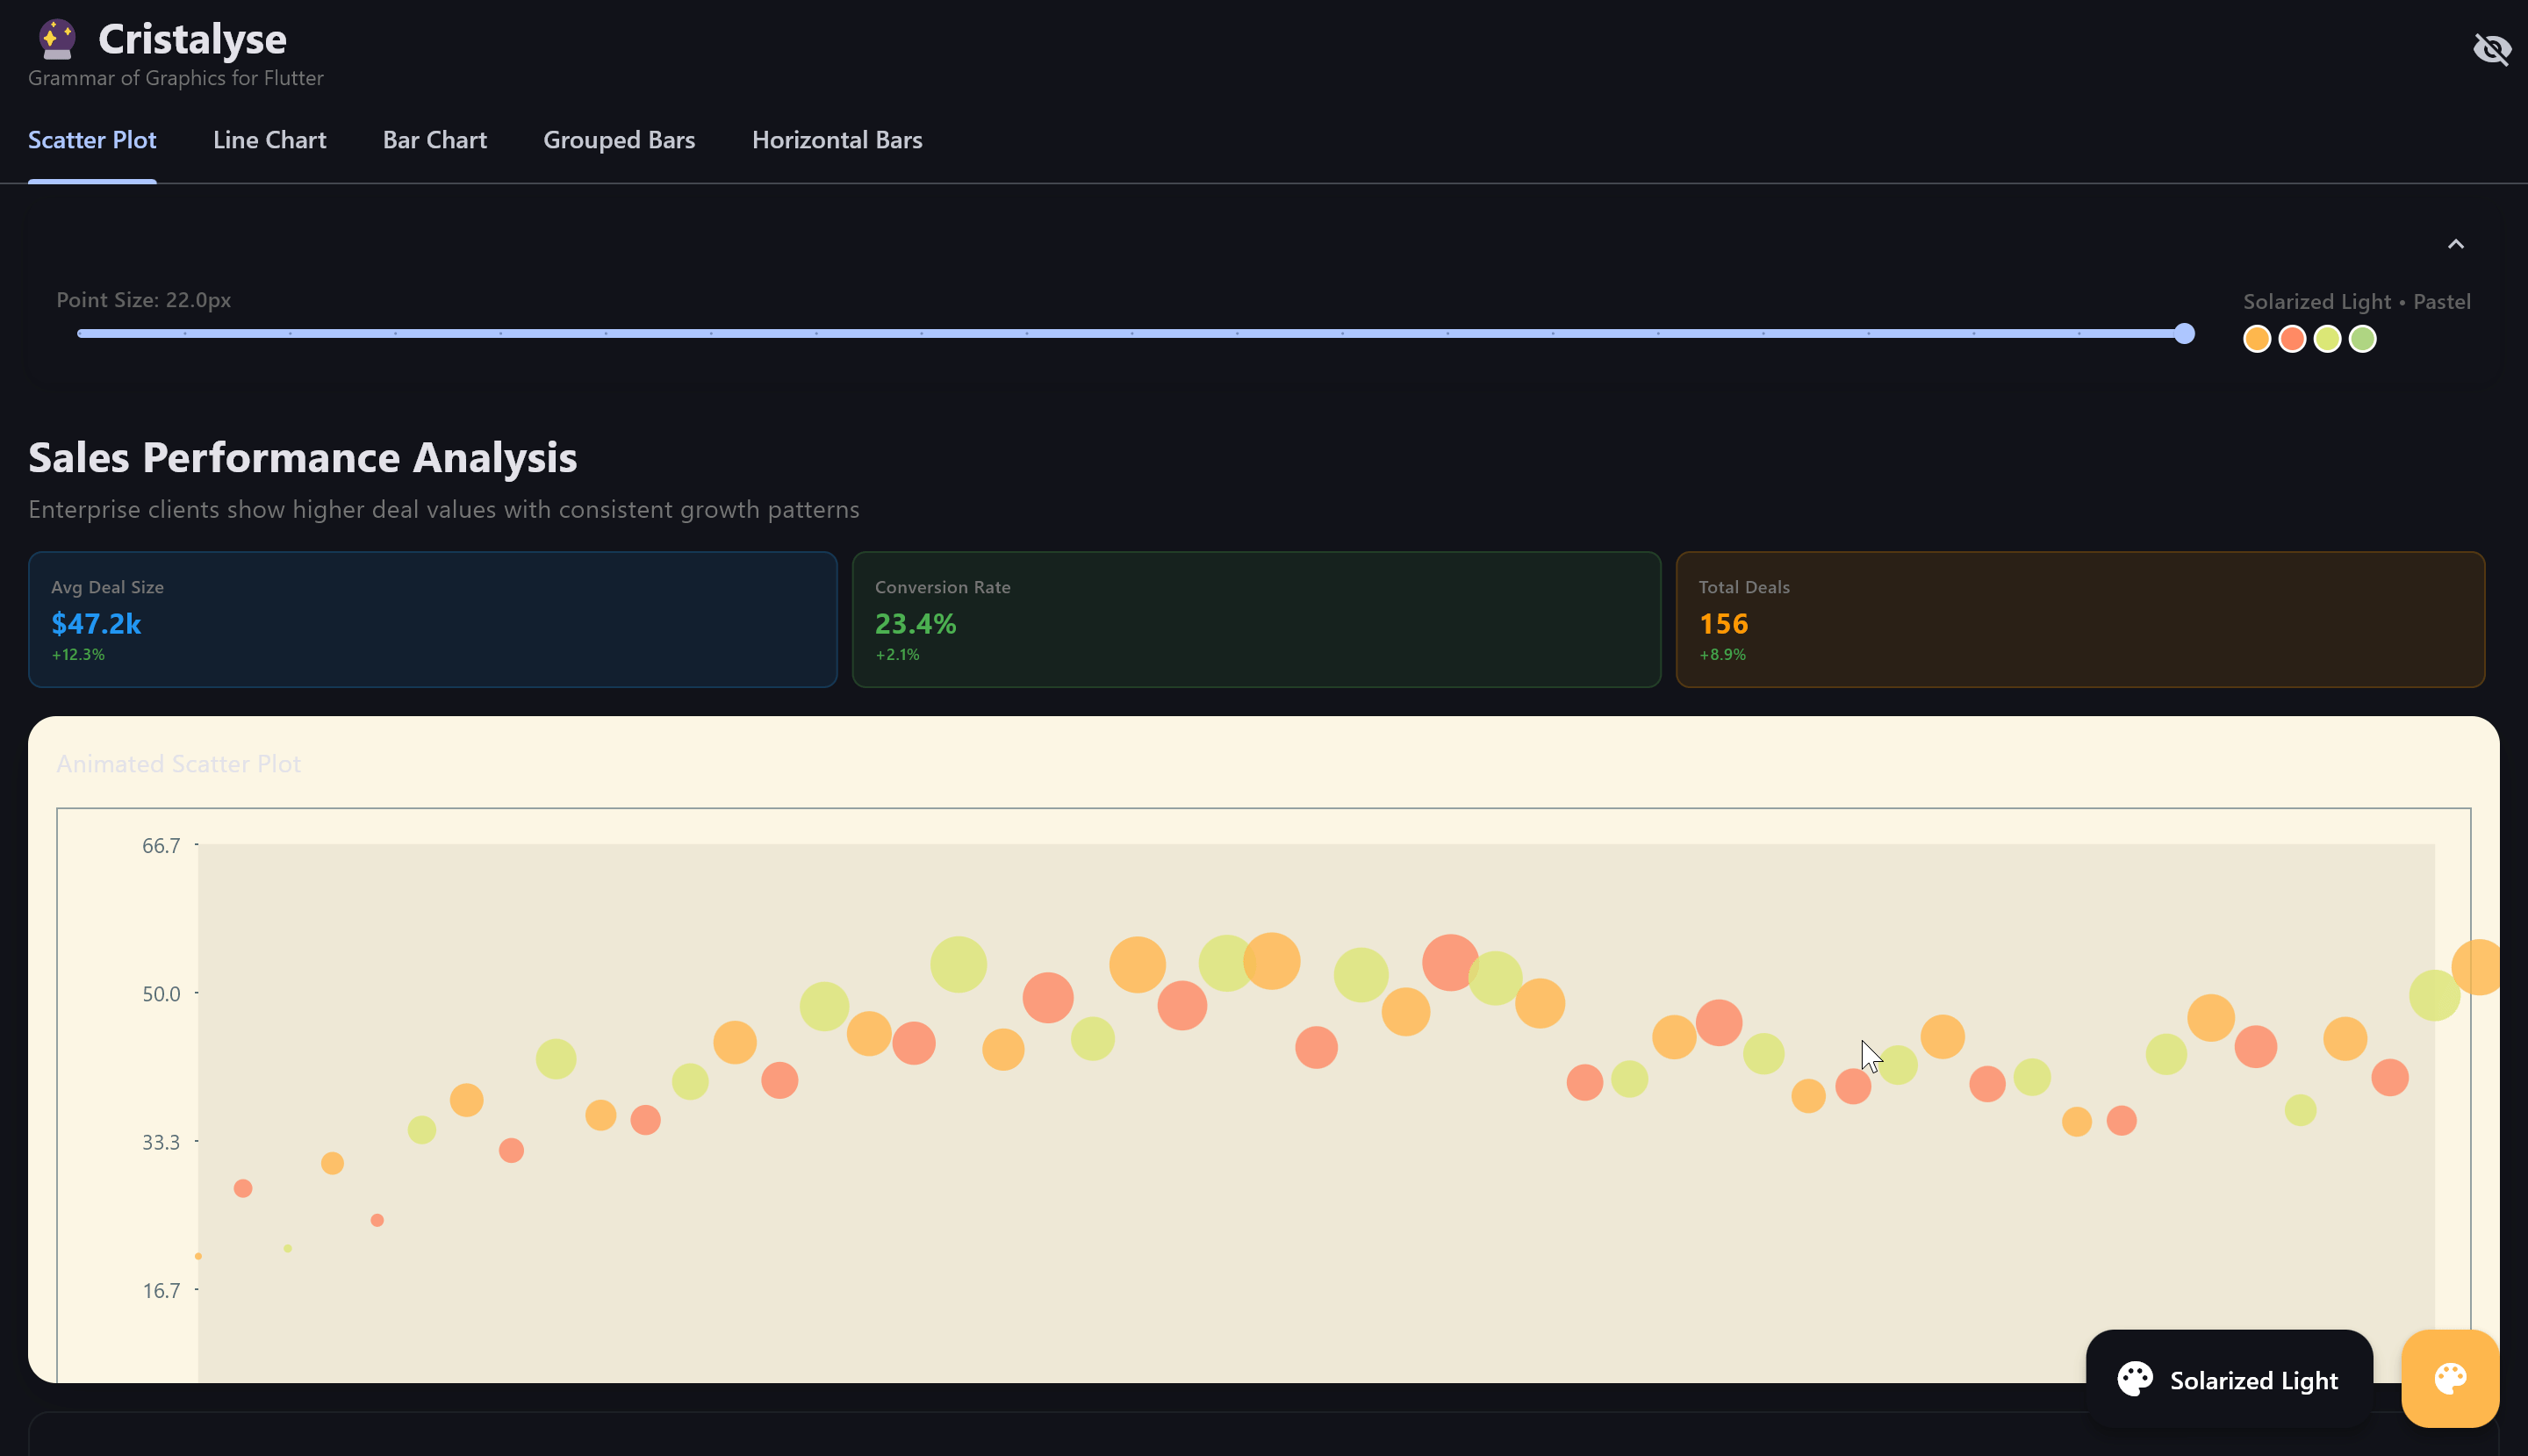 Cristalyse
Grammar of Graphics for Flutter
Scatter Plot Line Chart Bar Chart Grouped Bars Horizontal Bars
Point Size: 22.0px
Solarized Light • Pastel
Sales Performance Analysis
Enterprise clients show higher deal values with consistent growth patterns
Avg Deal Size
$47.2k
+12.3%
Conversion Rate
23.4%
+2.1%
Total Deals
156
+8.9%
Animated Scatter Plot
66.7
50.0
33.3
16.7
Solarized Light